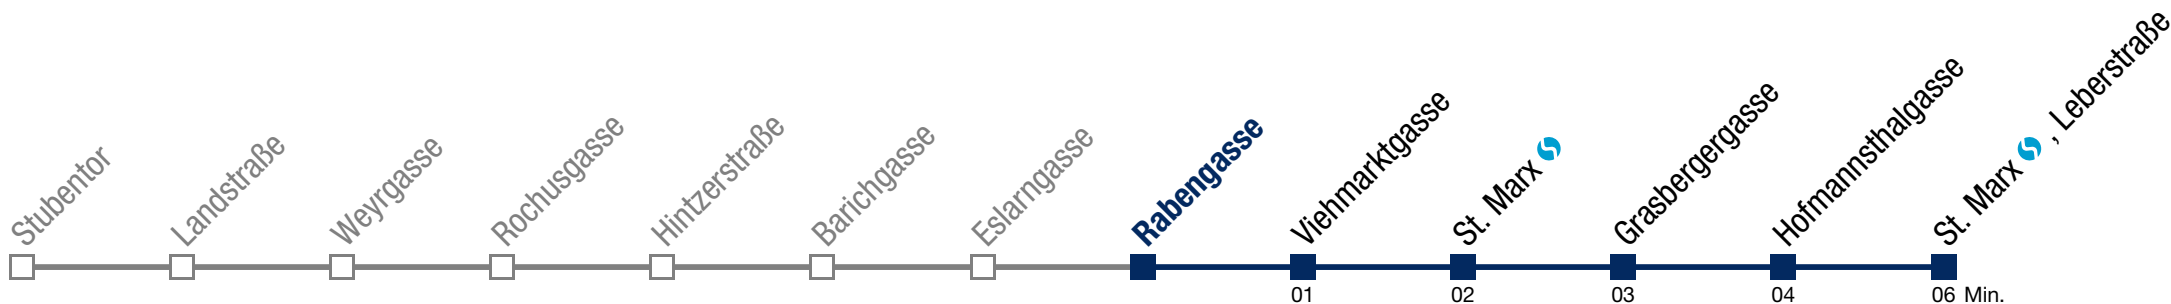 Stubentor
Landstraße
Weyrgasse
Rochusgasse
Hintzerstraße
Barichgasse
Eslarngasse
Rabengasse
Viehmarktgasse
St. Marx
Grasbergergasse
Hofmannsthalgasse
St. Marx , Leberstraße
01 02 03 04 06 Min.